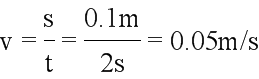 v = s/t = 0.1m/2s = 0.05m/s